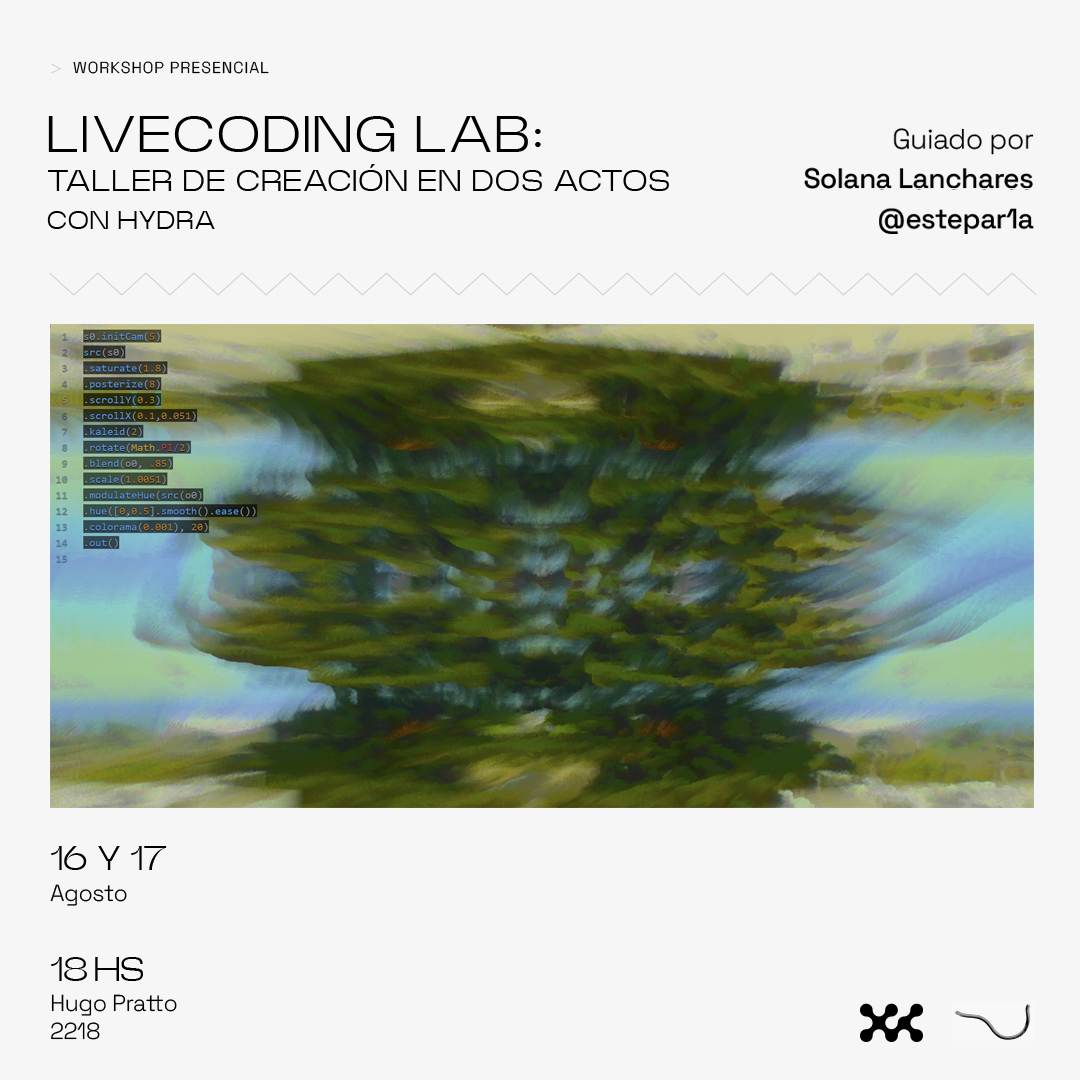 > WORKSHOP PRESENCIAL
LIVECODING LAB:
TALLER DE CREACIÓN EN DOS ACTOS
CON HYDRA
Guiado por
Solana Lanchares
@estepar1a
1 s0.initCam(5)
2 src(s0)
3 .saturate(1.8)
4 .posterize(8)
5 .scrollY(0.3)
6 .scrollX(0.1,0.051)
7 .kaleid(2)
8 .rotate(Math.PI/2)
9 .blend(o0, .85)
10 .scale(1.0051)
11 .modulateHue(src(o0)
12 .hue([0,0.5].smooth().ease())
13 .colorama(0.001), 20)
14 .out()
15
16 Y 17
Agosto
18 HS
Hugo Pratto
2218